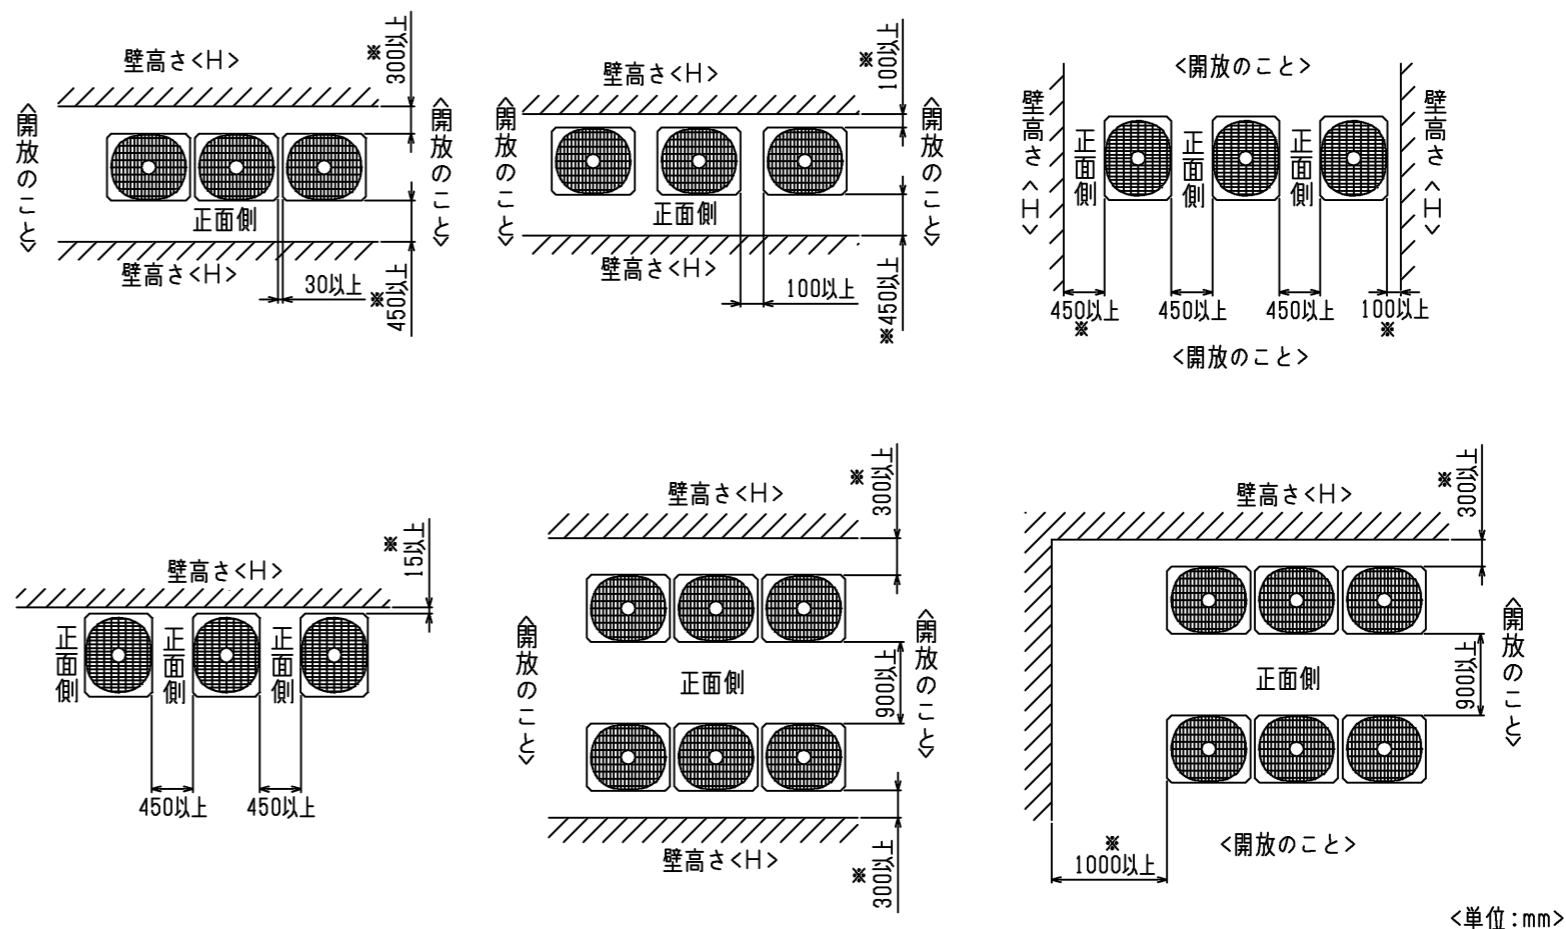 壁高さ<H>
※
300以上
<開放のこと>
<開放のこと>
正面側
壁高さ<H>
30以上
※
450以上
壁高さ<H>
※
100以上
<開放のこと>
<開放のこと>
正面側
壁高さ<H>
100以上
※450以上
<開放のこと>
壁高さ<H>
正面側
正面側
正面側
壁高さ<H>
450以上
※
450以上
450以上
100以上
※
<開放のこと>
壁高さ<H>
※
15以上
正面側
正面側
正面側
450以上
450以上
壁高さ<H>
※
300以上
<開放のこと>
正面側
900以上
<開放のこと>
壁高さ<H>
※
300以上
壁高さ<H>
※
300以上
正面側
900以上
<開放のこと>
※
1000以上
<開放のこと>
<単位:mm>